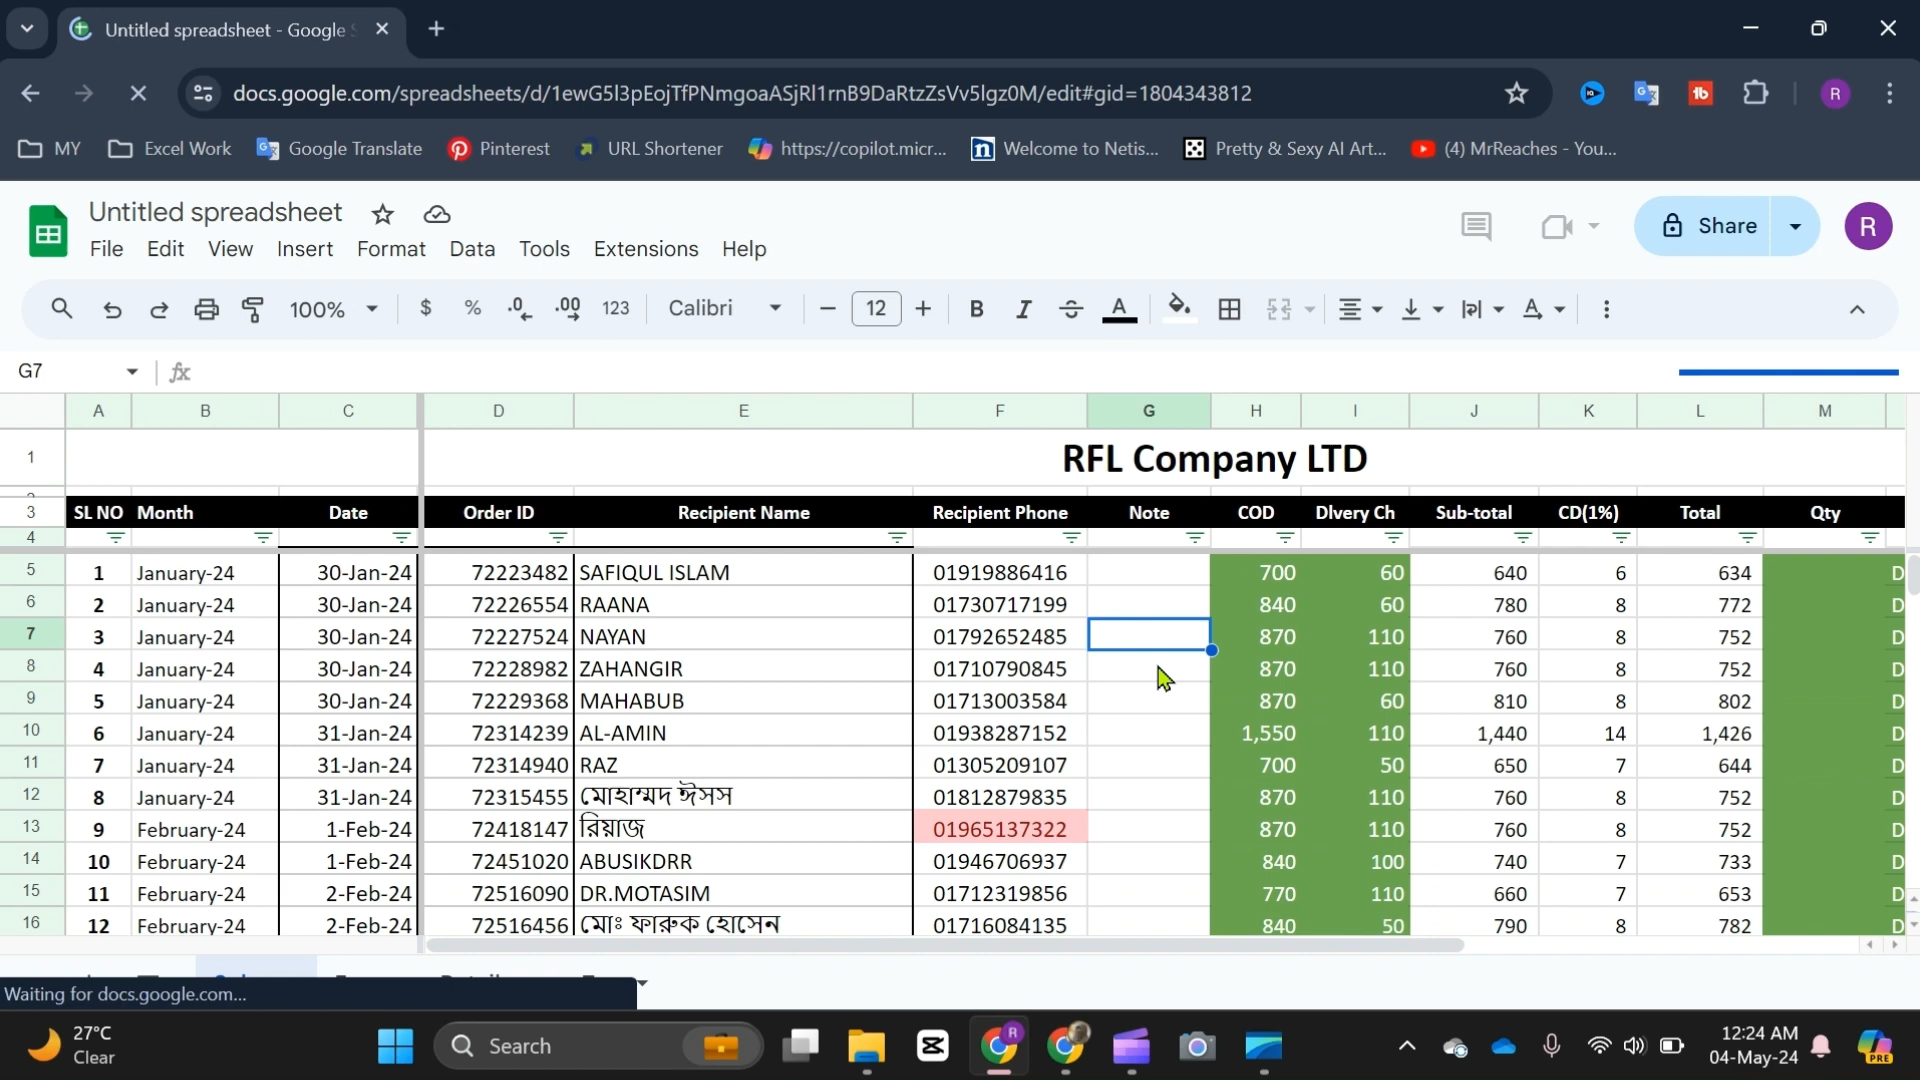 Untitled spreadsheet - Google S
docs.google.com/spreadsheets/d/1ewG5l3pEojTfPNmgoaASjRl1rnB9DaRtzZsVv5lgz0M/edit#gid=1804343812
R
MY Excel Work Google Translate Pinterest URL Shortener https://copilot.micr... Welcome to Netis... Pretty & Sexy AI Art... (4) MrReaches - You...
Untitled spreadsheet
File Edit View Insert Format Data Tools Extensions Help
Share R
100% $ % .0 .00 123 Calibri 12 B I A
G7 fx
A B C D E F G H I J K L M
1 RFL Company LTD
3 SL NO Month Date Order ID Recipient Name Recipient Phone Note COD Dlvery Ch Sub-total CD(1%) Total Qty
4
5 1 January-24 30-Jan-24 72223482 SAFIQUL ISLAM 01919886416 700 60 640 6 634 D
6 2 January-24 30-Jan-24 72226554 RAANA 01730717199 840 60 780 8 772 D
7 3 January-24 30-Jan-24 72227524 NAYAN 01792652485 870 110 760 8 752 D
8 4 January-24 30-Jan-24 72228982 ZAHANGIR 01710790845 870 110 760 8 752 D
9 5 January-24 30-Jan-24 72229368 MAHABUB 01713003584 870 60 810 8 802 D
10 6 January-24 31-Jan-24 72314239 AL-AMIN 01938287152 1,550 110 1,440 14 1,426 D
11 7 January-24 31-Jan-24 72314940 RAZ 01305209107 700 50 650 7 644 D
12 8 January-24 31-Jan-24 72315455 মোহাম্মদ ঈসস 01812879835 870 110 760 8 752 D
13 9 February-24 1-Feb-24 72418147 রিয়াজ 01965137322 870 110 760 8 752 D
14 10 February-24 1-Feb-24 72451020 ABUSIKDRR 01946706937 840 100 740 7 733 D
15 11 February-24 2-Feb-24 72516090 DR.MOTASIM 01712319856 770 110 660 7 653 D
16 12 February-24 2-Feb-24 72516456 মোঃ ফারুক হোসেন 01716084135 840 50 790 8 782 D
Waiting for docs.google.com...
27°C
Clear
Search
R
12:24 AM
04-May-24
PRE